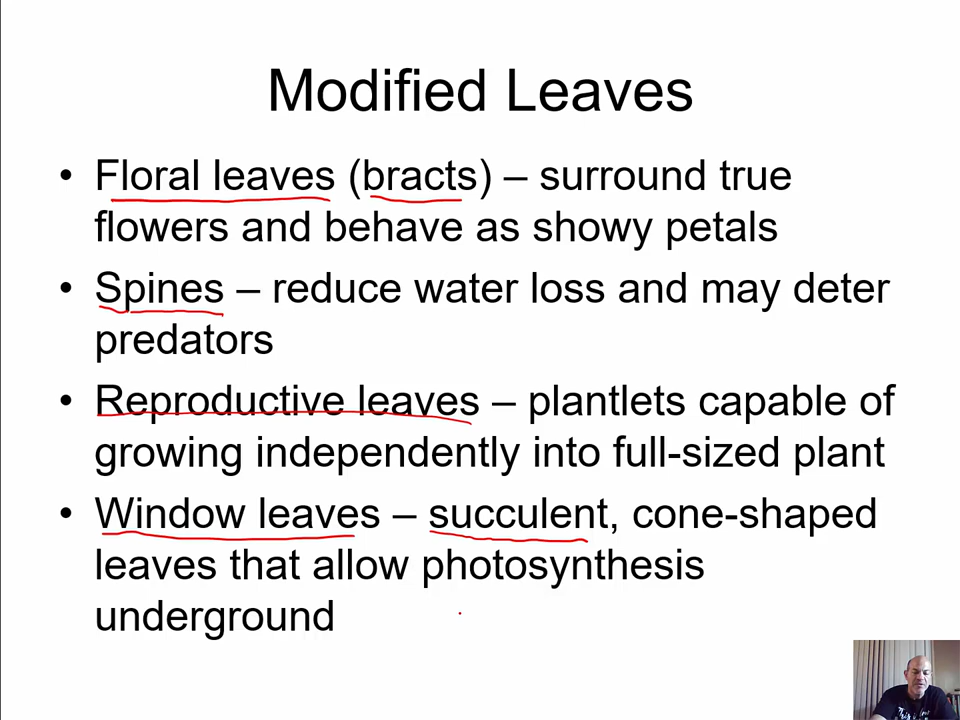 Modified Leaves
• Floral leaves (bracts) – surround true
flowers and behave as showy petals
• Spines – reduce water loss and may deter
predators
• Reproductive leaves – plantlets capable of
growing independently into full-sized plant
• Window leaves – succulent, cone-shaped
leaves that allow photosynthesis
underground